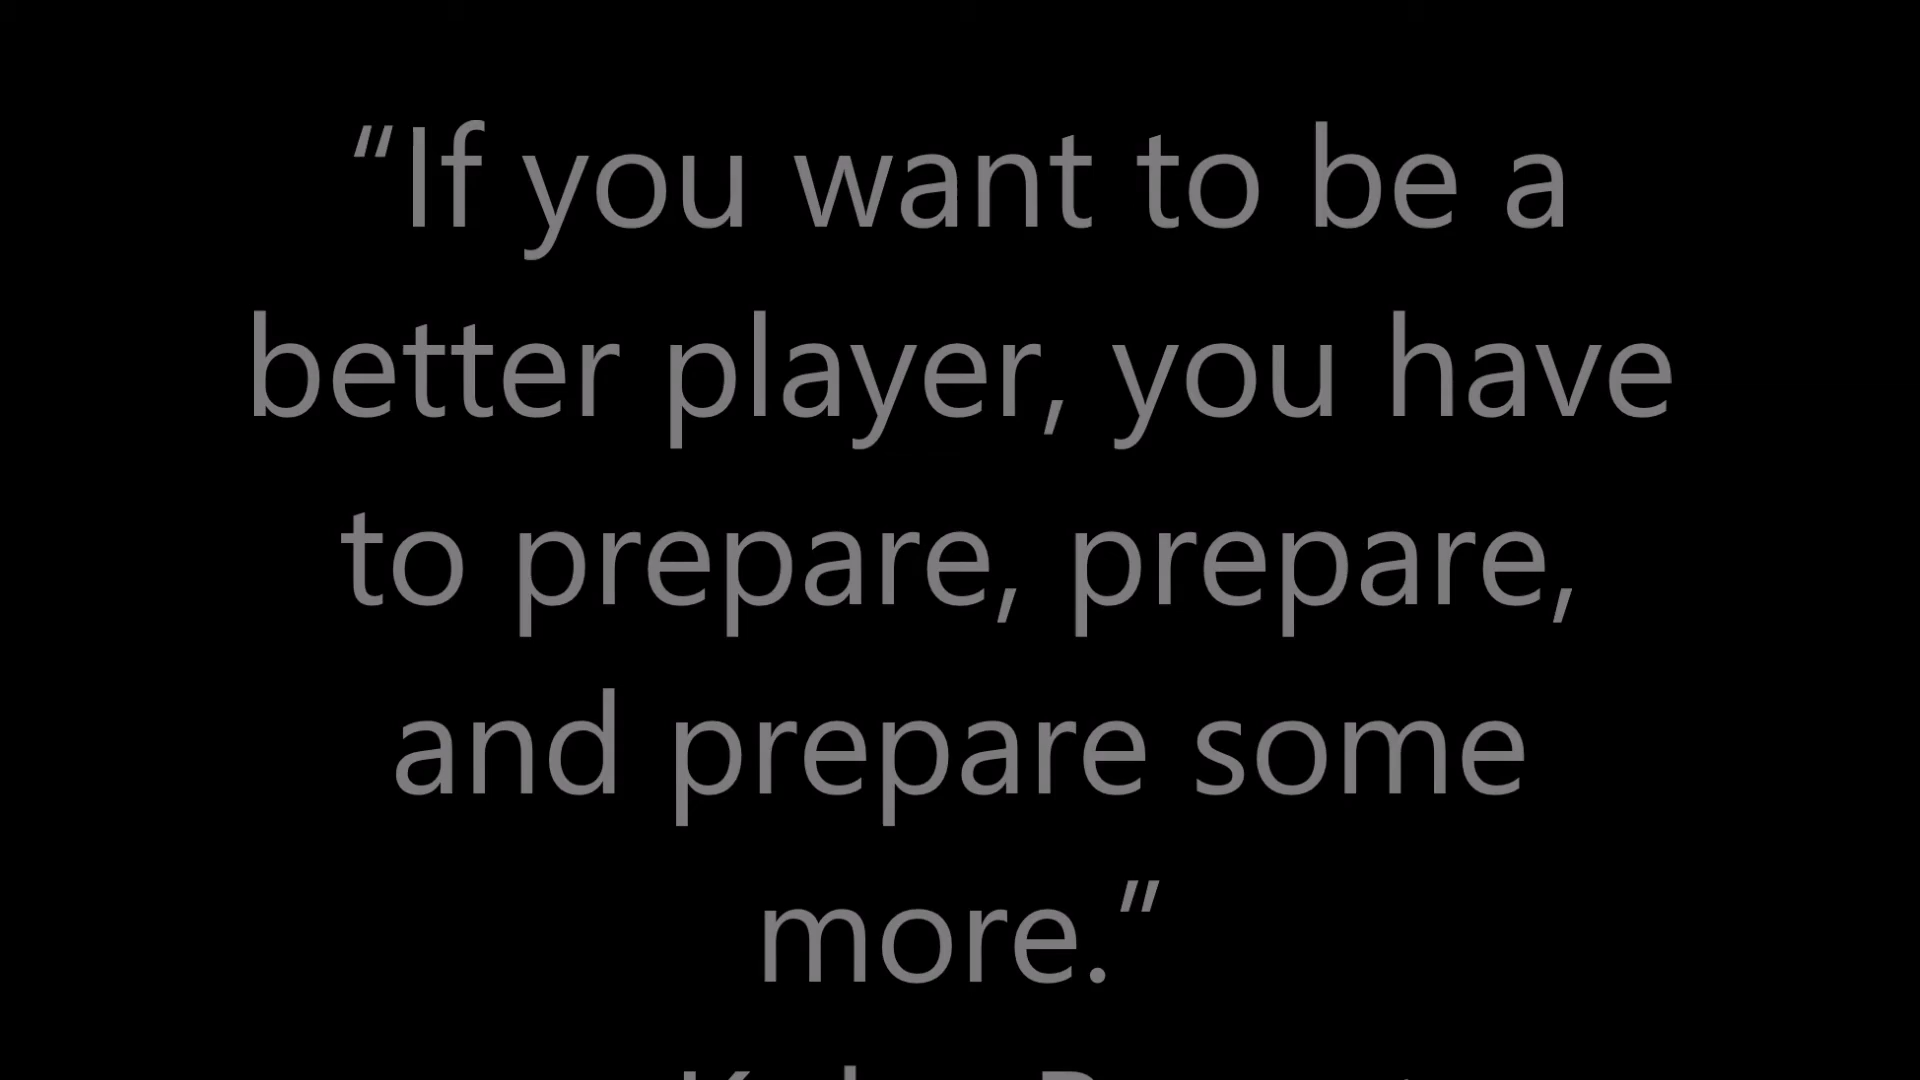 “If you want to be a
better player, you have
to prepare, prepare,
and prepare some
more.”